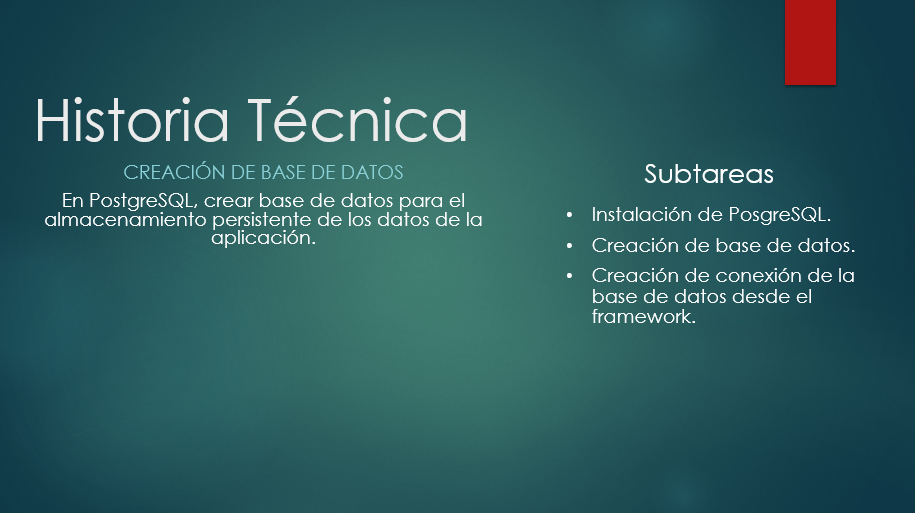 Historia Técnica
CREACIÓN DE BASE DE DATOS
En PostgreSQL, crear base de datos para el
almacenamiento persistente de los datos de la
aplicación.
Subtareas
• Instalación de PosgreSQL.
• Creación de base de datos.
• Creación de conexión de la
base de datos desde el
framework.